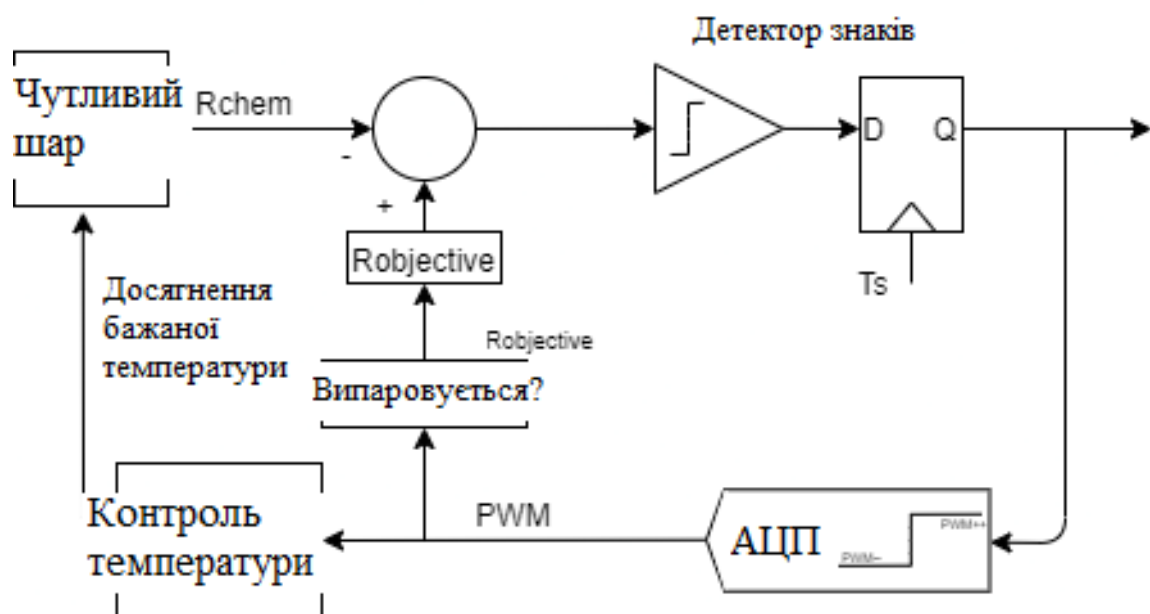 Детектор знаків
Чутливий
шар
Rchem
-
+
D
Q
Ts
Robjective
Досягнення
бажаної
температури
Robjective
Випаровується?
Контроль
температури
PWM
АЦП
PWM--
PWM++